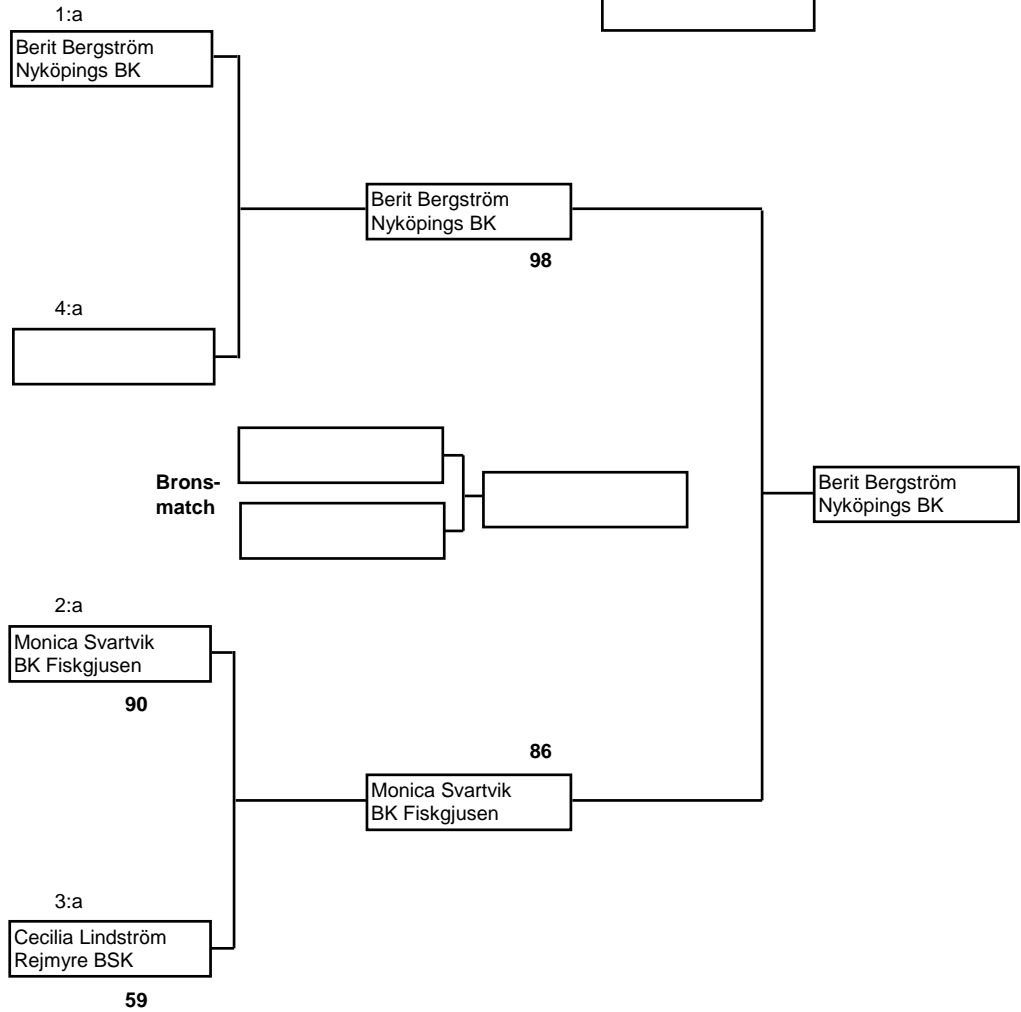 1:a
Berit Bergström
Nyköpings BK
Berit Bergström
Nyköpings BK
98
4:a
Brons-
match
Berit Bergström
Nyköpings BK
2:a
Monica Svartvik
BK Fiskgjusen
90
86
Monica Svartvik
BK Fiskgjusen
3:a
Cecilia Lindström
Rejmyre BSK
59